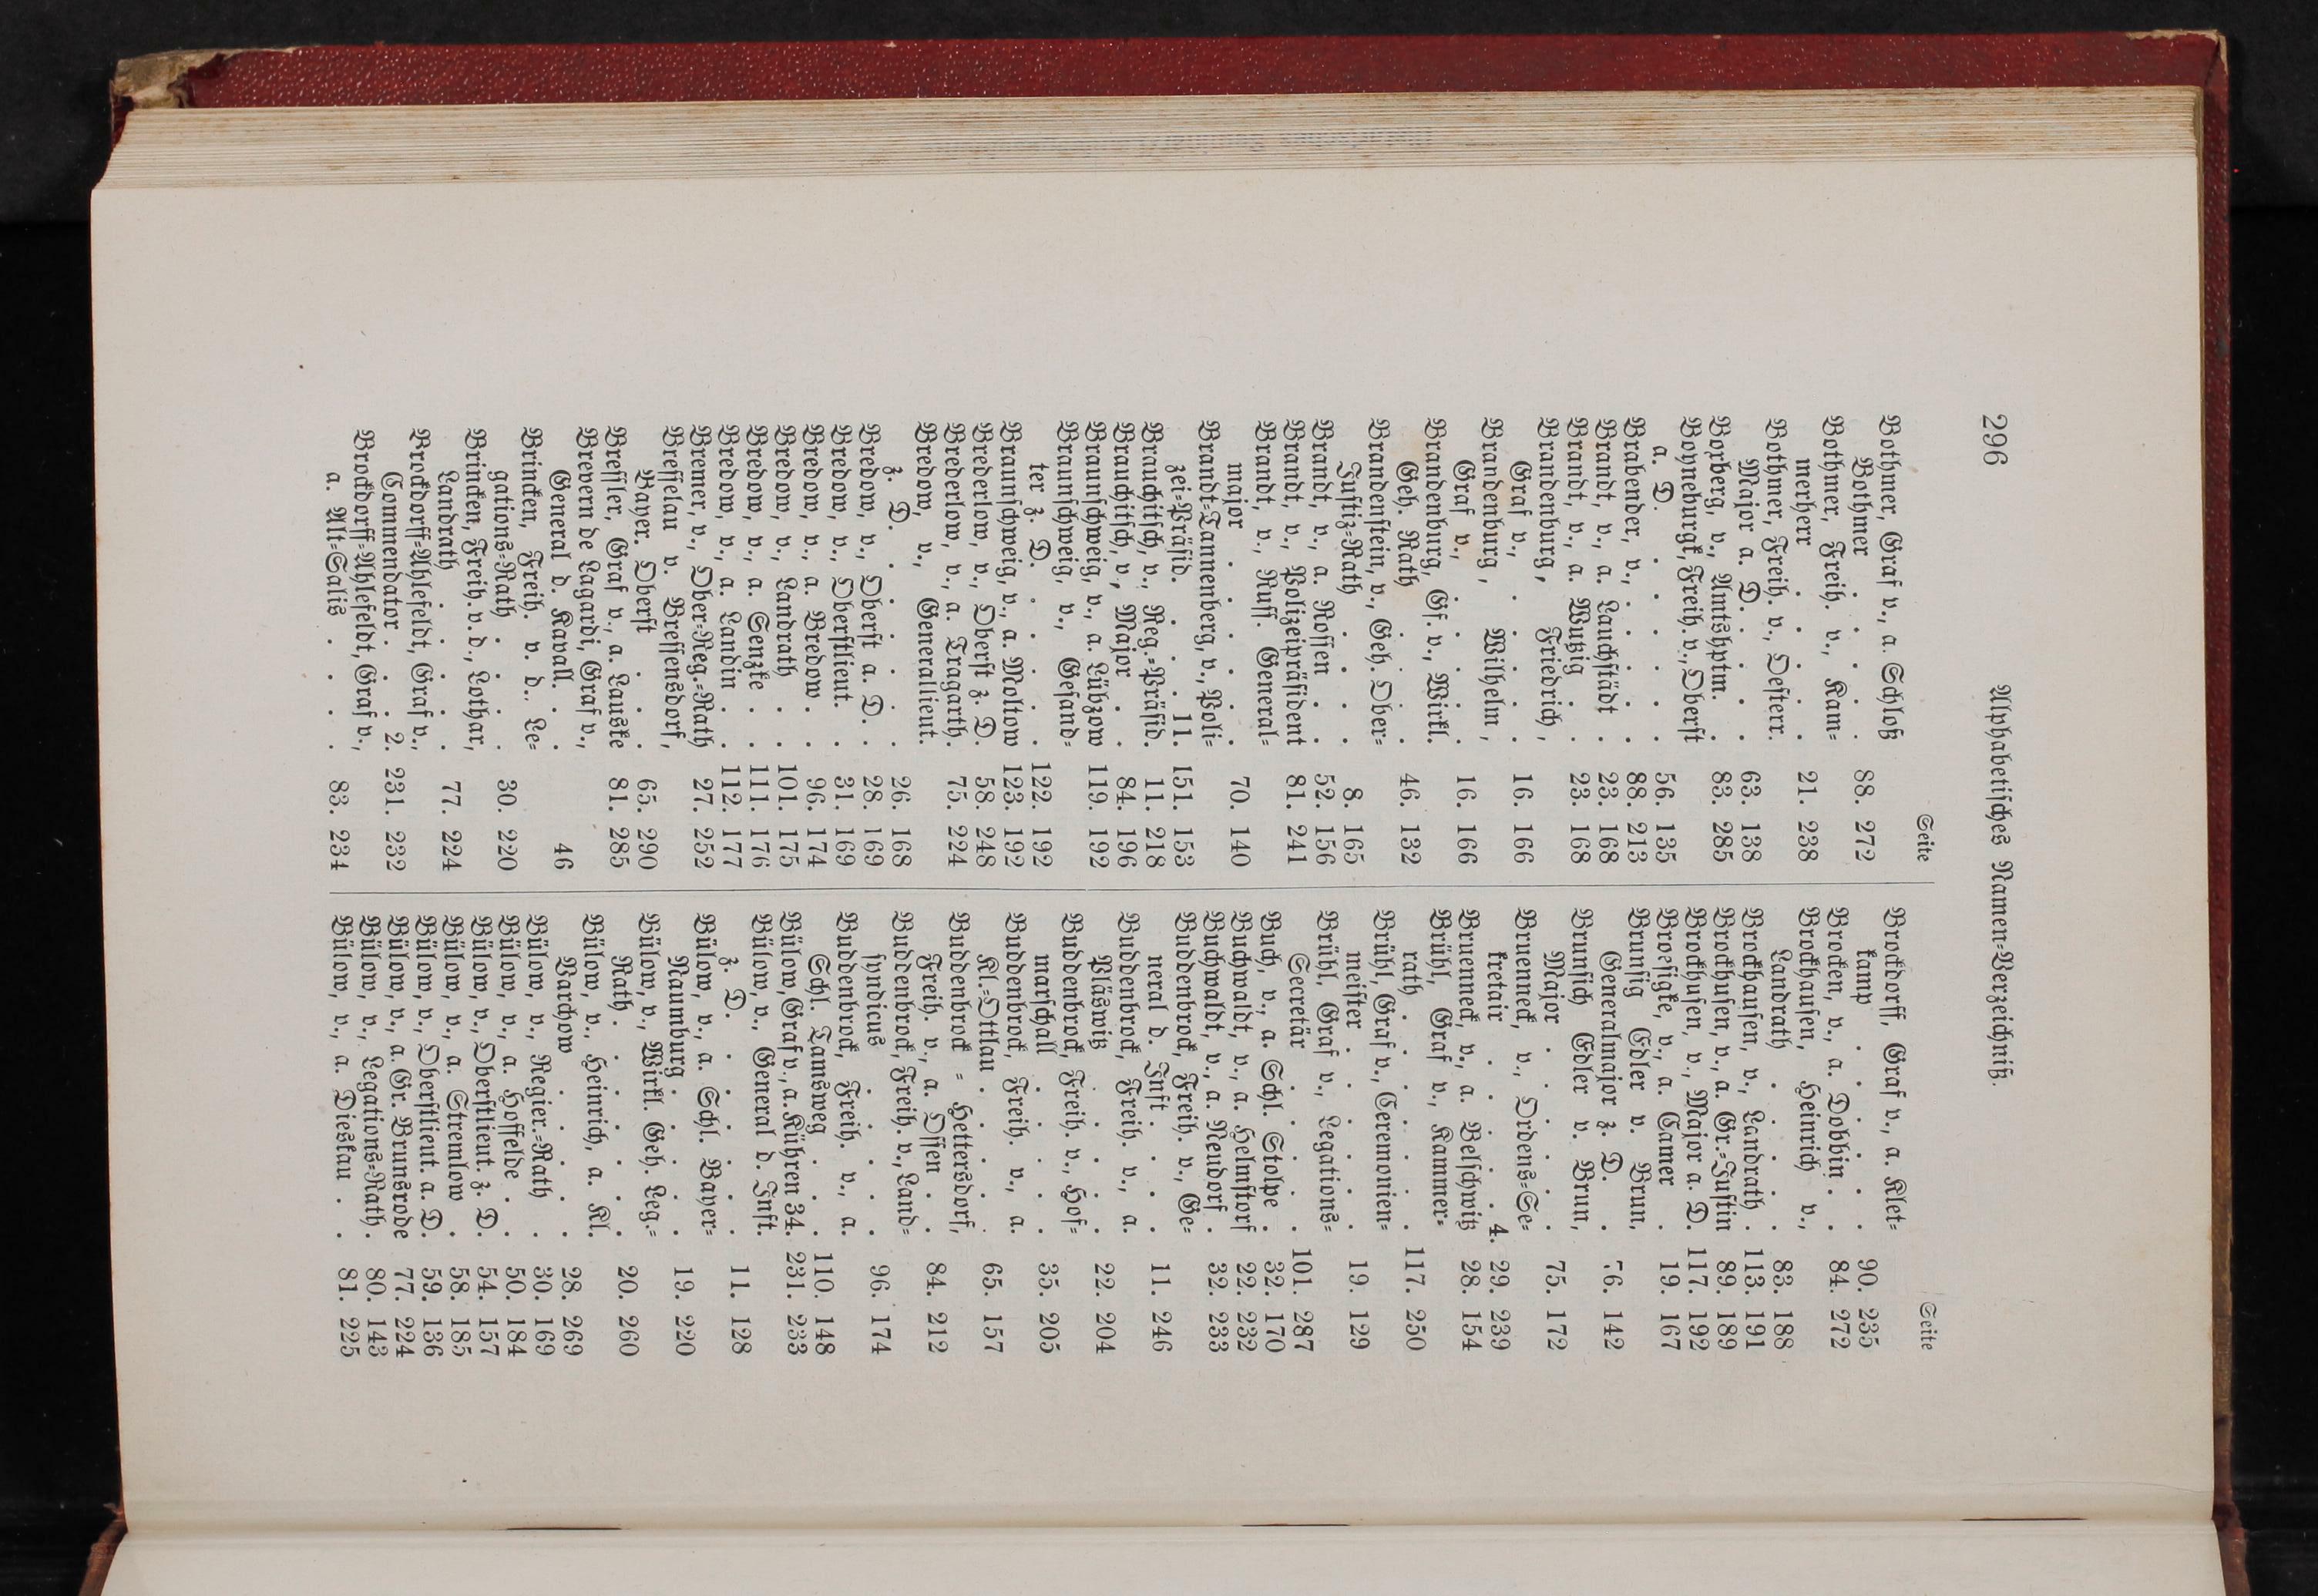 296
Alphabetisches Namen=Verzeichniß.
Seite
Bothmer, Graf v., a. Schloß
Bothmer . . . . . 88. 272
Bothmer, Freih. v., Kam=
merherr . . . . . 21. 238
Bothmer, Freih. v., Oesterr.
Major a. D. . . . . 63. 138
Boxberg, v., Amtshptm. . 83. 285
Boyneburgk, Freih. v., Oberst
a. D. . . . . . . 56. 135
Brabender, v., . . . . 88. 213
Brandt, v., a. Lauchstädt . 23. 168
Brandt, v., a. Wutzig . . 23. 168
Brandenburg, Friedrich,
Graf v., . . . . . 16. 166
Brandenburg, Wilhelm,
Graf v., . . . . . 16. 166
Brandenburg, Gf v., Wirkl.
Geh. Rath . . . . 46. 132
Brandenstein, v., Geh. Ober=
Justiz=Rath . . . . 8. 165
Brandt, v., a. Rossen . . 52. 156
Brandt, v., Polizeipräsident 81. 241
Brandt, v., Russ. General=
major . . . . . . 70. 140
Brandt=Tannenberg, v., Poli=
zei=Präsid. . . . . 11. 151. 153
Brauchitsch, v., Reg.=Präsid. 11. 218
Brauchitsch, v., Major . . 84. 196
Braunschweig, v., a. Lübzow 119. 192
Braunschweig, v., Gesand=
ter z. D. . . . . . 122. 192
Braunschweig, v., a. Moltow 123. 192
Brederlow, v., Oberst z. D. 58. 248
Brederlow, v., a. Tragarth. 75. 224
Bredow, v., Generallieut.
z. D. . . . . . . 26. 168
Bredow, v., Oberst a. D. . 28. 169
Bredow, v., Oberstlieut. . 31. 169
Bredow, v., a. Bredow . . 96. 174
Bredow, v., Landrath . . 101. 175
Bredow, v., a. Senzke . . 111. 176
Bredow, v., a. Landin . . 112. 177
Bremer, v., Ober=Reg.=Rath 27. 252
Bresselau v. Bressensdorf,
Bayer. Oberst . . . . 65. 290
Bressler, Graf v., a. Lauske 81. 285
Brevern de Lagardi, Graf v.,
General d. Kavall. . . 46
Brincken, Freih. v. d., Le=
gations=Rath . . . . 30. 220
Brincken, Freih. v. d., Lothar,
Landrath . . . . . 77. 224
Brockdorff=Ahlefeldt, Graf v.,
Commendator . . . 2. 231. 232
Brockdorff=Ahlefeldt, Graf v.,
a. Alt=Salis . . . . 83. 234
Seite
Brockdorff, Graf v., a. Klet=
kamp . . . . . . 90. 235
Brocken, v., a. Dobbin . . 84. 272
Brockhausen, Heinrich v.,
Landrath . . . . . 83. 188
Brockhausen, v., Landrath . 113. 191
Brockhusen, v., a. Gr.=Justin 89. 189
Brockhusen, v., Major a. D. 117. 192
Broesigke, v., a. Camer . 19. 167
Brunsig Edler v. Brun,
Generalmajor z. D. . . 76. 142
Brunsich Edler v. Brun,
Major . . . . . . 75. 172
Bruenneck, v., Ordens=Se=
kretair . . . . . 4. 29. 239
Bruenneck, v., a. Belschwitz 28. 154
Brühl, Graf v., Kammer=
rath . . . . . . 117. 250
Brühl, Graf v., Ceremonien=
meister . . . . . 19. 129
Brühl, Graf v., Legations=
Secretär . . . . . 101. 287
Buch, v., a. Schl. Stolpe . 32. 170
Buchwaldt, v., a. Helmstorf 22. 232
Buchwaldt, v., a. Neudorf . 32. 233
Buddenbrock, Freih. v., Ge=
neral d. Inft . . . . 11. 246
Buddenbrock, Freih. v., a.
Pläswitz . . . . . 22. 204
Buddenbrock, Freih. v., Hof=
marschall . . . . . 35. 205
Buddenbrock, Freih. v., a.
Kl.=Ottlau . . . . . 65. 157
Buddenbrock = Hettersdorf,
Freih. v., a. Ossen . . 84. 212
Buddenbrock, Freih. v., Land=
syndicus . . . . . 96. 174
Buddenbrock, Freih. v., a.
Schl. Tamsweg . . . 110. 148
Bülow, Graf v., a. Kühren 34. 231. 233
Bülow, v., General d. Inft.
z. D. . . . . . . 11. 128
Bülow, v., a. Schl. Bayer=
Naumburg . . . . . 19. 220
Bülow, v., Wirkl. Geh. Leg.=
Rath . . . . . . 20. 260
Bülow, v., Heinrich, a. Kl.
Varchow . . . . . 28. 269
Bülow, v., Regier.=Rath . 30. 169
Bülow, v., a. Hoffelde . . 50. 184
Bülow, v., Oberstlieut. z. D. 54. 157
Bülow, v., a. Stremlow . 58. 185
Bülow, v., Oberstlieut. a. D. 59. 136
Bülow, v., a. Gr. Brunsrode 77. 224
Bülow, v., Legations=Rath . 80. 143
Bülow, v., a. Dieskau . . 81. 225